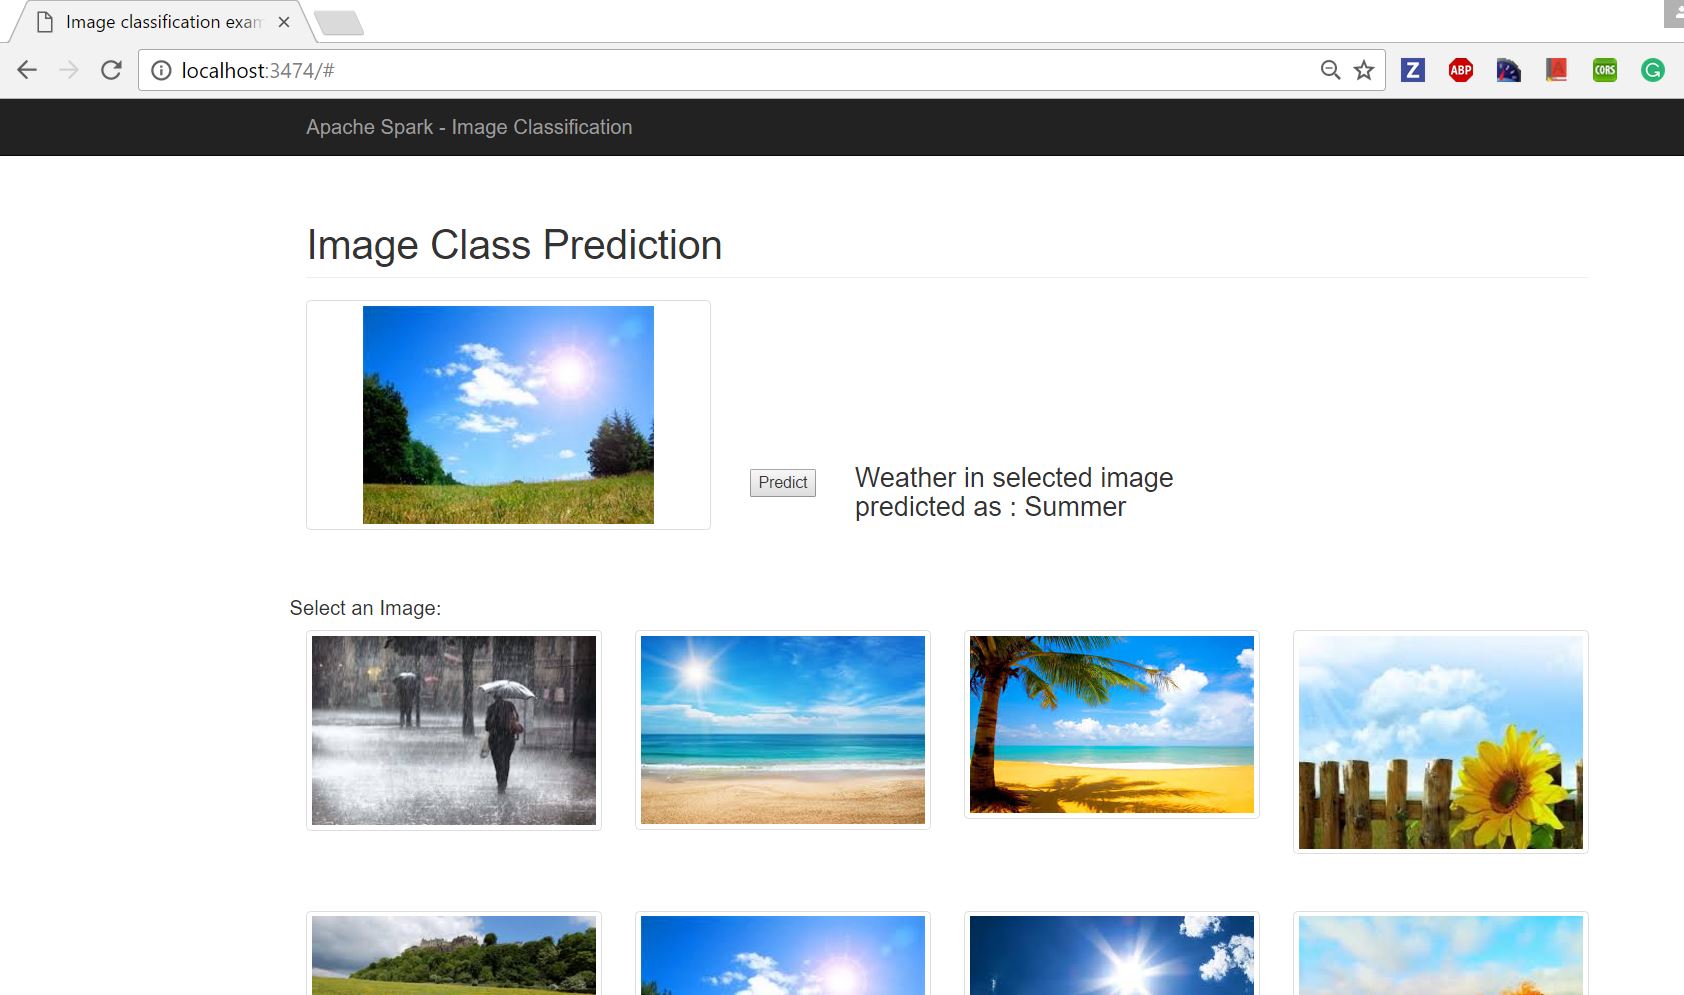 Image classification exam
localhost:3474/#
Z
ABP
A
CORS
G
Apache Spark - Image Classification
Image Class Prediction
Predict
Weather in selected image
predicted as : Summer
Select an Image: